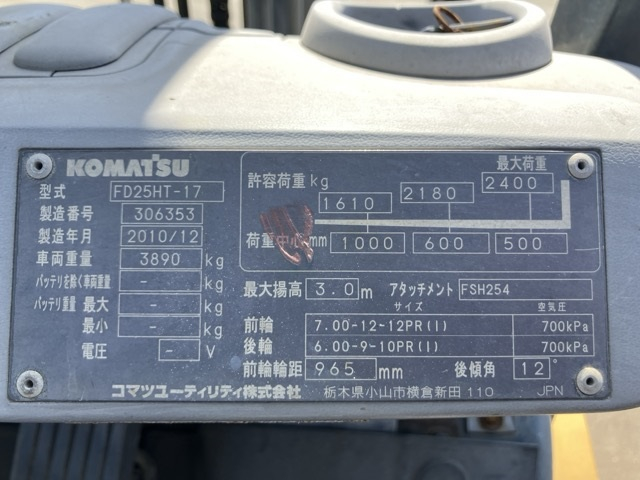 KOMATSU
型式 FD25HT-17
製造番号 306353
製造年月 2010/12
車両重量 3890 kg
バッテリを除く車両重量 - kg
バッテリ重量 最大 - kg
最小 - kg
電圧 - V
最大荷重
許容荷重 kg 1610 2180 2400
荷重中心 mm 1000 600 500
最大揚高 3.0 m アタッチメント FSH254
サイズ 空気圧
前輪 7.00-12-12PR(I) 700kPa
後輪 6.00-9-10PR(I) 700kPa
前輪輪距 965 mm 後傾角 12°
コマツユーティリティ株式会社 栃木県小山市横倉新田110 JPN